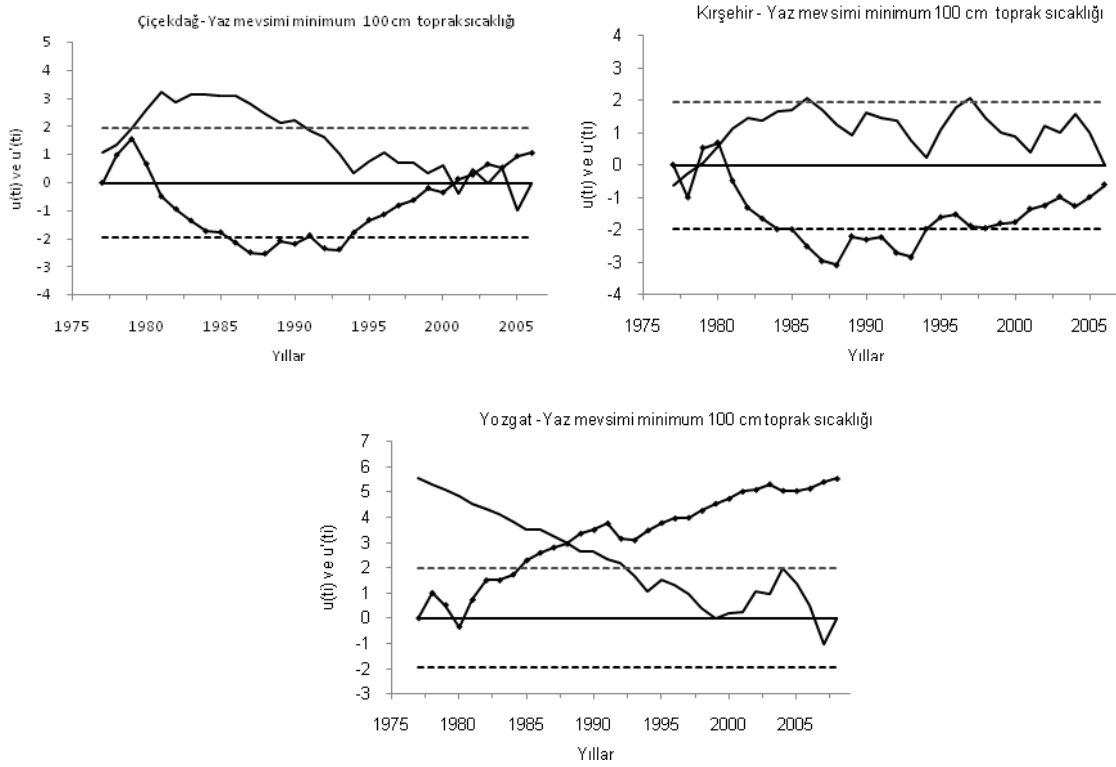 Çiçekdağ - Yaz mevsimi minimum 100 cm toprak sıcaklığı
u(ti) ve u'(ti)
5
4
3
2
1
0
-1
-2
-3
-4
1975 1980 1985 1990 1995 2000 2005
Yıllar
Kırşehir - Yaz mevsimi minimum 100 cm toprak sıcaklığı
u(ti) ve u'(ti)
4
3
2
1
0
-1
-2
-3
-4
1975 1980 1985 1990 1995 2000 2005
Yıllar
Yozgat - Yaz mevsimi minimum 100 cm toprak sıcaklığı
u(ti) ve u'(ti)
7
6
5
4
3
2
1
0
-1
-2
-3
1975 1980 1985 1990 1995 2000 2005
Yıllar